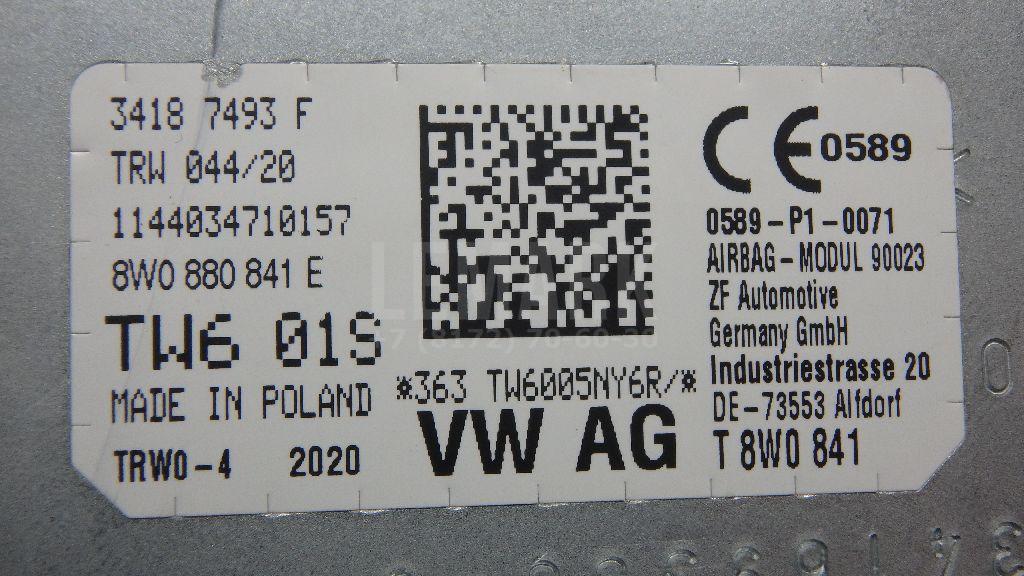 3418 7493 F
TRW 044/20
1144034710157
8W0 880 841 E
TW6 01S
MADE IN POLAND
TRW0-4 2020
*363 TW6005NY6R/*
VW AG
CE 0589
0589-P1-0071
AIRBAG-MODUL 90023
ZF Automotive
Germany GmbH
Industriestrasse 20
DE-73553 Alfdorf
T 8W0 841